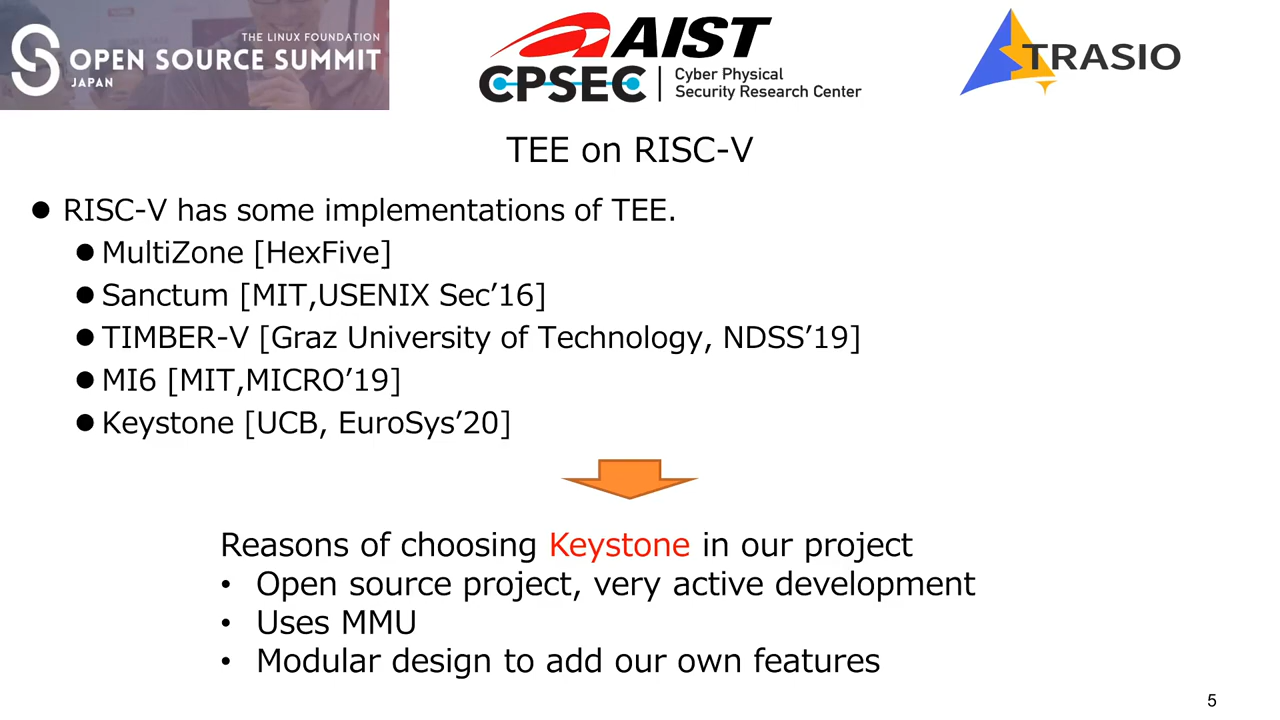 THE LINUX FOUNDATION
OPEN SOURCE SUMMIT
JAPAN
AIST
CPSEC
Cyber Physical
Security Research Center
TRASIO
TEE on RISC-V
● RISC-V has some implementations of TEE.
● MultiZone [HexFive]
● Sanctum [MIT,USENIX Sec’16]
● TIMBER-V [Graz University of Technology, NDSS’19]
● MI6 [MIT,MICRO’19]
● Keystone [UCB, EuroSys’20]
Reasons of choosing Keystone in our project
• Open source project, very active development
• Uses MMU
• Modular design to add our own features
5